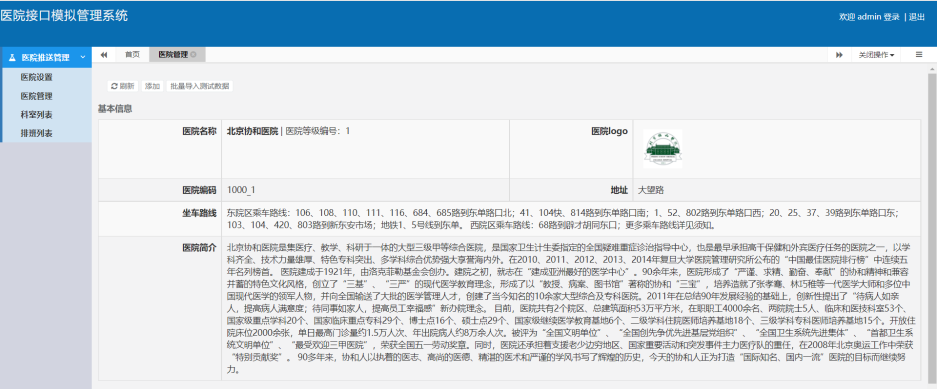 医院接口模拟管理系统
欢迎 admin 登录 | 退出
医院推送管理
首页
医院管理
关闭操作
医院设置
医院管理
科室列表
排班列表
刷新 添加 批量导入测试数据
基本信息
医院名称 北京协和医院 | 医院等级编号：1 医院logo
医院编码 1000_1 地址 大望路
坐车路线 东院区乘车路线：106、108、110、111、116、684、685路到东单路口北；41、104快、814路到东单路口南；1、52、802路到东单路口西；20、25、37、39路到东单路口东；
103、104、420、803路到新东安市场；地铁1、5号线到东单。 西院区乘车路线：68路到辟才胡同东口；更多乘车路线详见须知。
医院简介 北京协和医院是集医疗、教学、科研于一体的大型三级甲等综合医院，是国家卫生计生委指定的全国疑难重症诊治指导中心，也是最早承担高干保健和外宾医疗任务的医院之一，以学
科齐全、技术力量雄厚、特色专科突出、多学科综合优势强大享誉海内外。在2010、2011、2012、2013、2014年复旦大学医院管理研究所公布的“中国最佳医院排行榜”中连续五
年名列榜首。 医院建成于1921年，由洛克菲勒基金会创办。建院之初，就志在“建成亚洲最好的医学中心”。90余年来，医院形成了“严谨、求精、勤奋、奉献”的协和精神和兼容
并蓄的特色文化风格，创立了“三基”、“三严”的现代医学教育理念，形成了以“教授、病案、图书馆”著称的协和“三宝”，培养造就了张孝骞、林巧稚等一代医学大师和多位中
国现代医学的领军人物，并向全国输送了大批的医学管理人才，创建了当今知名的10余家大型综合及专科医院。2011年在总结90年发展经验的基础上，创新性提出了“待病人如亲
人，提高病人满意度；待同事如家人，提高员工幸福感”新办院理念。 目前，医院共有2个院区、总建筑面积53万平方米，在职职工4000余名、两院院士5人、临床和医技科室53个、
国家级重点学科20个、国家临床重点专科29个、博士点16个、硕士点29个、国家级继续医学教育基地6个、二级学科住院医师培养基地18个、三级学科专科医师培养基地15个。开放住
院床位2000余张，单日最高门诊量约1.5万人次、年出院病人约8万余人次。被评为“全国文明单位”、“全国创先争优先进基层党组织”、“全国卫生系统先进集体”、“首都卫生系
统文明单位”、“最受欢迎三甲医院”，荣获全国五一劳动奖章。同时，医院还承担着支援老少边穷地区、国家重要活动和突发事件主力医疗队的重任，在2008年北京奥运工作中荣获
“特别贡献奖”。 90多年来，协和人以执着的医志、高尚的医德、精湛的医术和严谨的学风书写了辉煌的历史，今天的协和人正为打造“国际知名、国内一流”医院的目标而继续努
力。